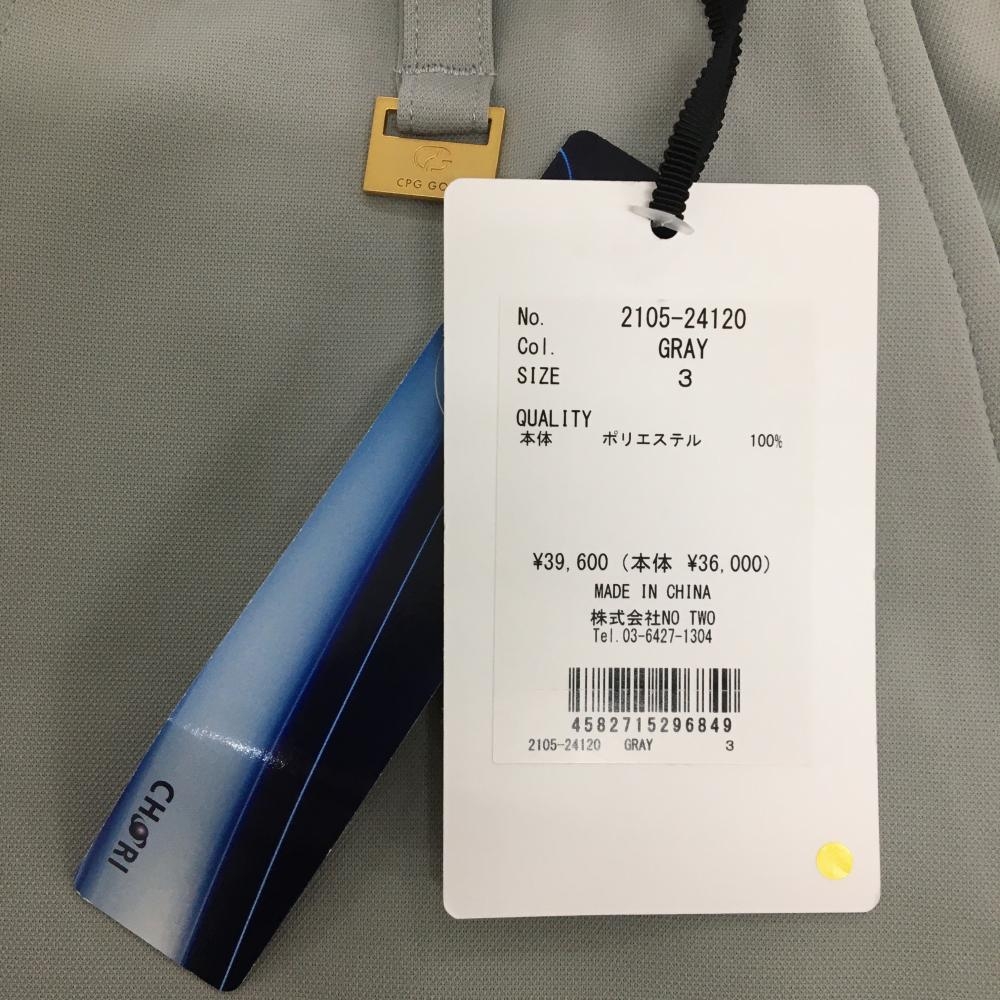 CPG GO
No. 2105-24120
Col. GRAY
SIZE 3
QUALITY
本体 ポリエステル 100%
¥39,600 (本体 ¥36,000)
MADE IN CHINA
株式会社NO TWO
Tel.03-6427-1304
4582715296849
2105-24120 GRAY 3
CHORI